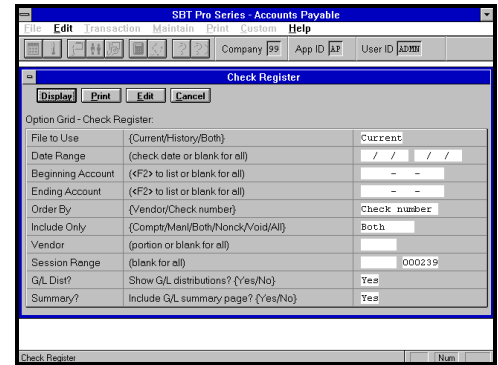 SBT Pro Series - Accounts Payable
File Edit Transaction Maintain Print Custom Help
Company 99 App ID AP User ID ADMN
Check Register
Display Print Edit Cancel
Option Grid - Check Register:
File to Use {Current/History/Both} Current
Date Range (check date or blank for all) / / / /
Beginning Account (<F2> to list or blank for all) - -
Ending Account (<F2> to list or blank for all) - -
Order By {Vendor/Check number} Check number
Include Only {Comptr/Manl/Both/Nonck/Void/All} Both
Vendor (portion or blank for all)
Session Range (blank for all) 000239
G/L Dist? Show G/L distributions? {Yes/No} Yes
Summary? Include G/L summary page? {Yes/No} Yes
Check Register Num